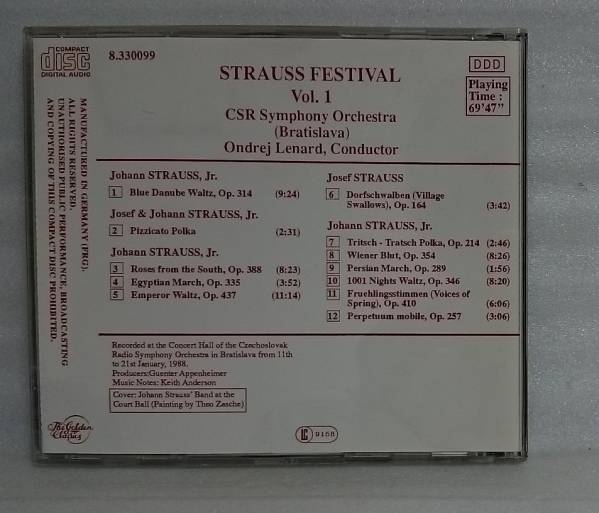 COMPACT
disc
DIGITAL AUDIO
8.330099
DDD
Playing
Time :
69'47"
STRAUSS FESTIVAL
Vol. 1
CSR Symphony Orchestra
(Bratislava)
Ondrej Lenard, Conductor
Johann STRAUSS, Jr.
1 Blue Danube Waltz, Op. 314 (9:24)
Josef & Johann STRAUSS, Jr.
2 Pizzicato Polka (2:31)
Johann STRAUSS, Jr.
3 Roses from the South, Op. 388 (8:23)
4 Egyptian March, Op. 335 (3:52)
5 Emperor Waltz, Op. 437 (11:14)
Josef STRAUSS
6 Dorfschwalben (Village
Swallows), Op. 164 (3:42)
Johann STRAUSS, Jr.
7 Tritsch - Tratsch Polka, Op. 214 (2:46)
8 Wiener Blut, Op. 354 (8:26)
9 Persian March, Op. 289 (1:56)
10 1001 Nights Waltz, Op. 346 (8:20)
11 Fruehlingsstimmen (Voices of
Spring), Op. 410 (6:06)
12 Perpetuum mobile, Op. 257 (3:06)
Recorded at the Concert Hall of the Czechoslovak
Radio Symphony Orchestra in Bratislava from 11th
to 21st January, 1988.
Producers:Guenter Appenheimer
Music Notes: Keith Anderson
Cover: Johann Strauss' Band at the
Court Ball (Painting by Theo Zasche)
MANUFACTURED IN GERMANY (FRG).
ALL RIGHTS RESERVED.
UNAUTHORISED PUBLIC PERFORMANCE, BROADCASTING
AND COPYING OF THIS COMPACT DISC PROHIBITED.
The Golden
Classics
LC 9158